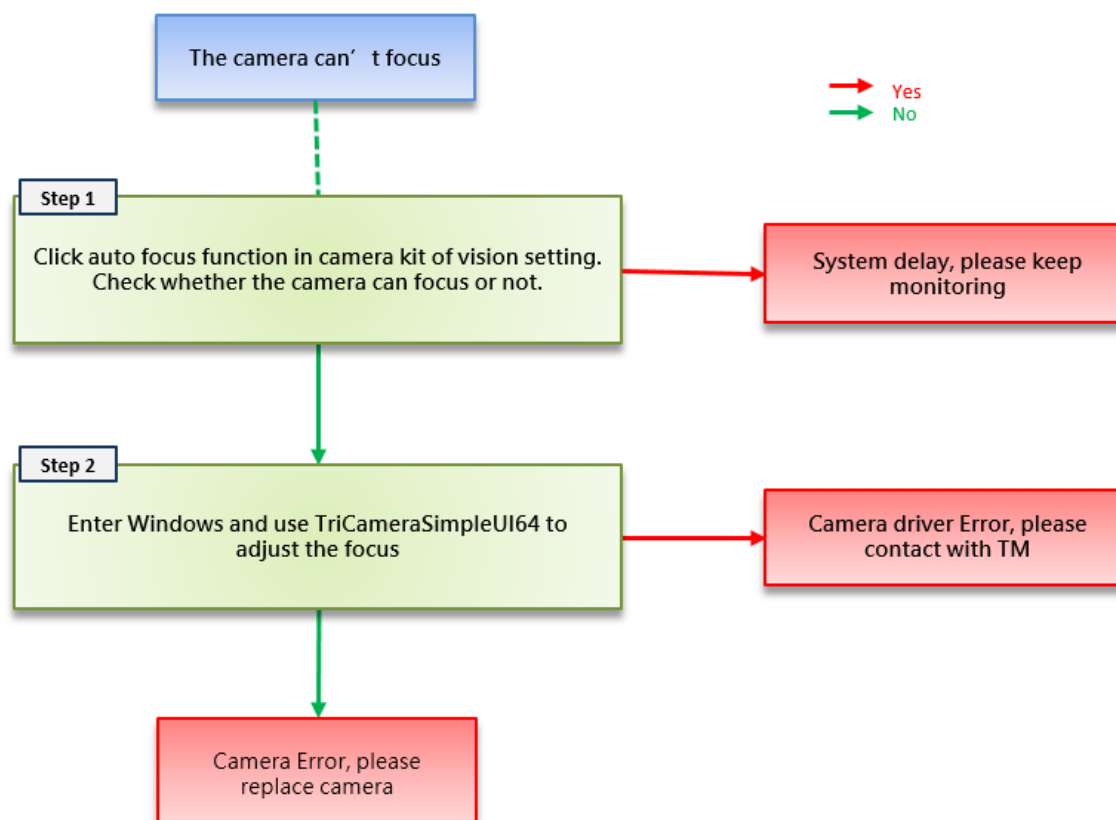 The camera can’ t focus
Yes
No
Step 1
Click auto focus function in camera kit of vision setting.
Check whether the camera can focus or not.
System delay, please keep
monitoring
Step 2
Enter Windows and use TriCameraSimpleUI64 to
adjust the focus
Camera driver Error, please
contact with TM
Camera Error, please
replace camera